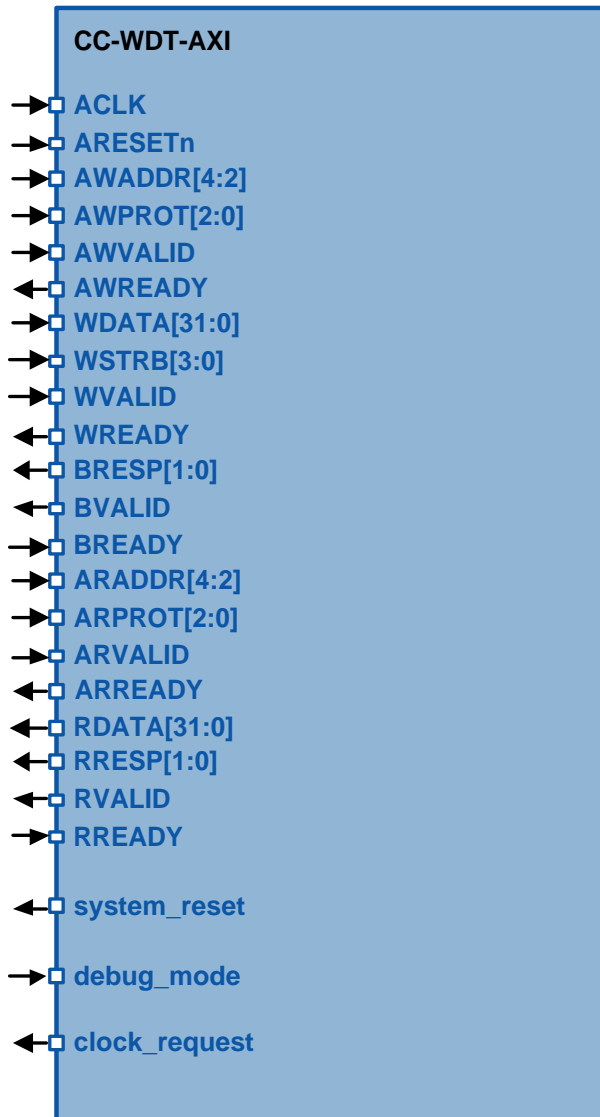 CC-WDT-AXI
ACLK
ARESETn
AWADDR[4:2]
AWPROT[2:0]
AWVALID
AWREADY
WDATA[31:0]
WSTRB[3:0]
WVALID
WREADY
BRESP[1:0]
BVALID
BREADY
ARADDR[4:2]
ARPROT[2:0]
ARVALID
ARREADY
RDATA[31:0]
RRESP[1:0]
RVALID
RREADY
system_reset
debug_mode
clock_request